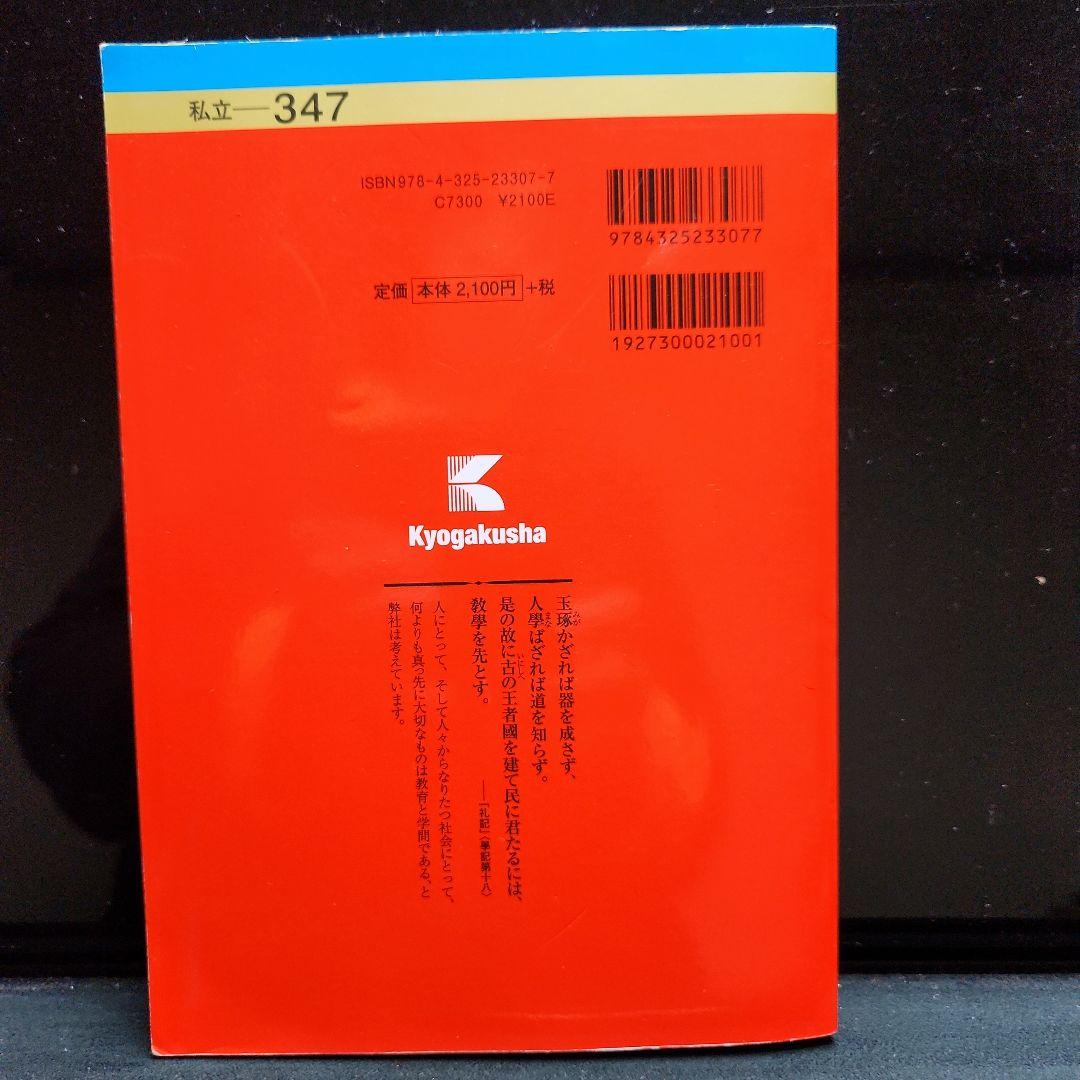 私立―347
ISBN978-4-325-23307-7
C7300 ¥2100E
9784325233077
定価 本体 2,100円 +税
1927300021001
Kyogakusha
玉琢かざれば器を成さず、
人學ばざれば道を知らず。
是の故に古の王者國を建て民に君たるには、
敎學を先とす。
――『礼記』〈學記第十八〉
人にとって、そして人々からなりたつ社会にとって、
何よりも真っ先に大切なものは教育と学問である、と
弊社は考えています。